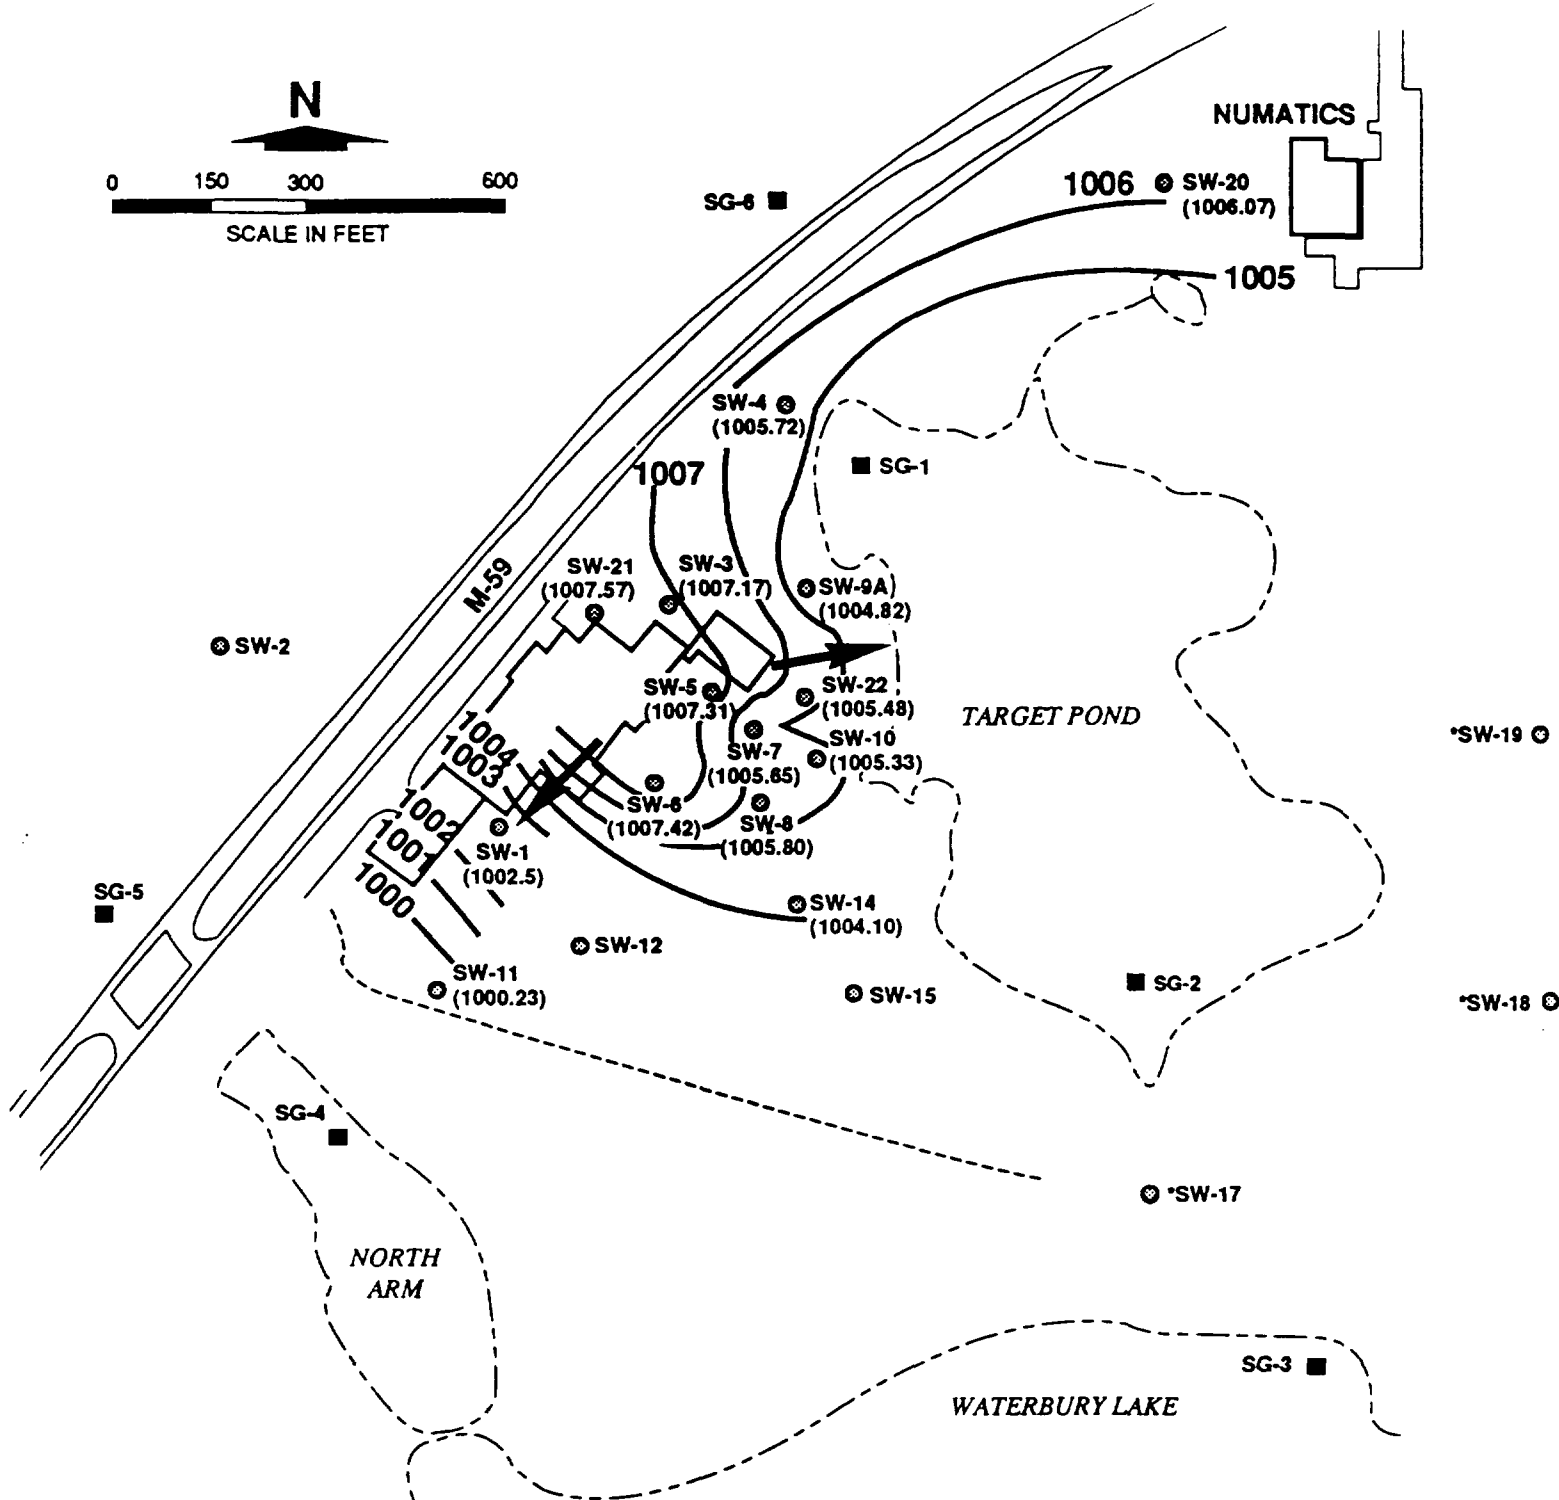 N
0 150 300 600
SCALE IN FEET
NUMATICS
SG-6
1006
SW-20
(1006.07)
1005
SW-4
(1005.72)
1007
SG-1
M-59
SW-21
(1007.57)
SW-3
(1007.17)
SW-9A)
(1004.82)
SW-2
SW-5
(1007.31)
SW-22
(1005.48)
TARGET POND
*SW-19
1004
1003
SW-7
(1005.65)
SW-10
(1005.33)
1002
1001
1000
SW-6
(1007.42)
SW-8
(1005.80)
SW-1
(1002.5)
SG-5
SW-14
(1004.10)
SW-12
SW-11
(1000.23)
SW-15
SG-2
*SW-18
SG-4
*SW-17
NORTH
ARM
SG-3
WATERBURY LAKE